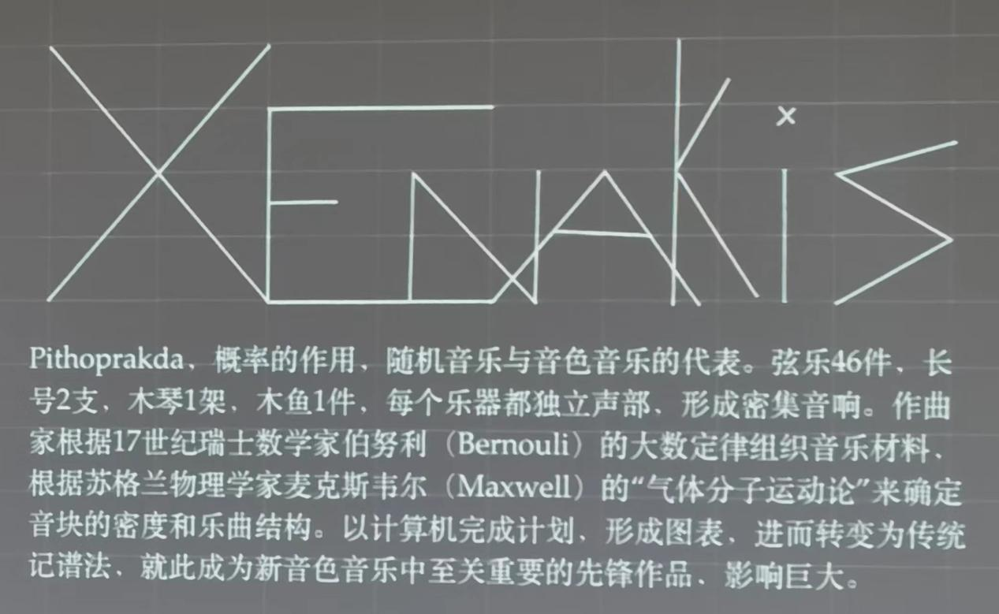 XENAKiS
Pithoprakda，概率的作用，随机音乐与音色音乐的代表。弦乐46件，长
号2支，木琴1架，木鱼1件，每个乐器都独立声部，形成密集音响。作曲
家根据17世纪瑞士数学家伯努利（Bernouli）的大数定律组织音乐材料，
根据苏格兰物理学家麦克斯韦尔（Maxwell）的“气体分子运动论”来确定
音块的密度和乐曲结构。以计算机完成计划，形成图表，进而转变为传统
记谱法，就此成为新音色音乐中至关重要的先锋作品，影响巨大。